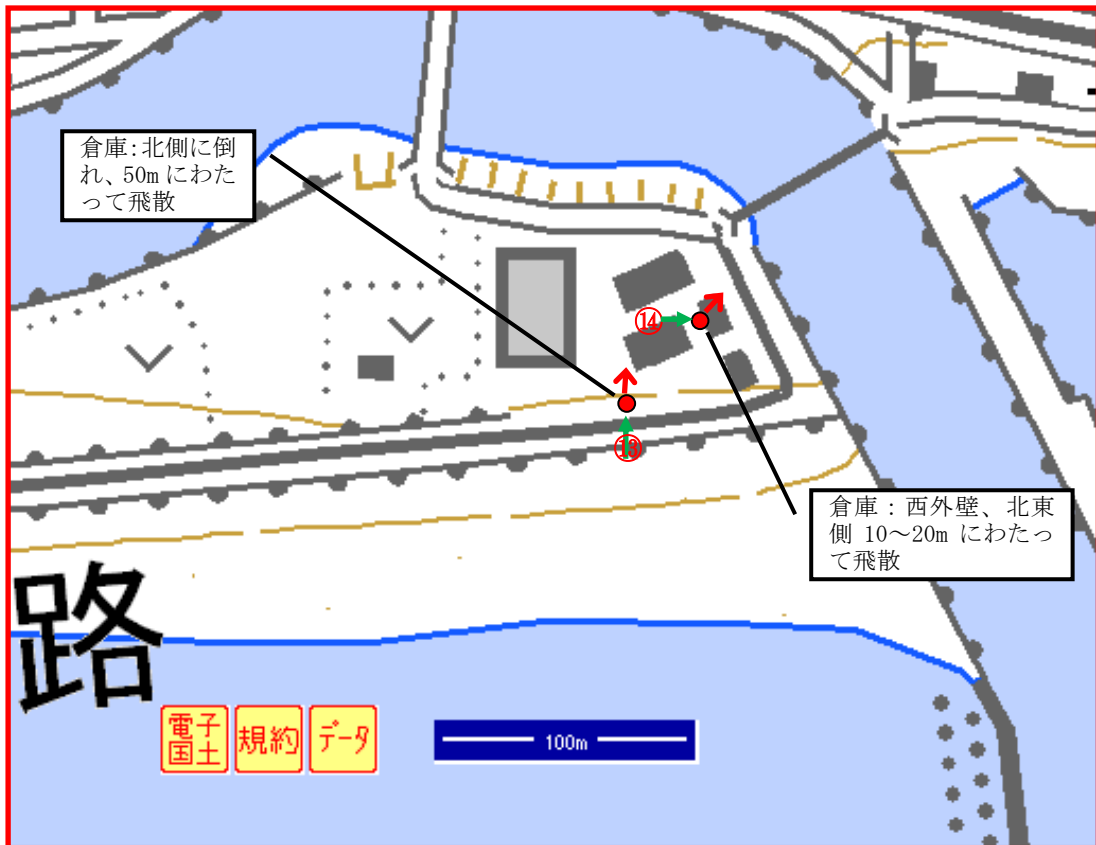 倉庫:北側に倒
れ、50m にわた
って飛散
⑭
⑬
倉庫：西外壁、北東
側 10～20m にわたっ
て飛散
路
電子
国土
規約
データ
100m